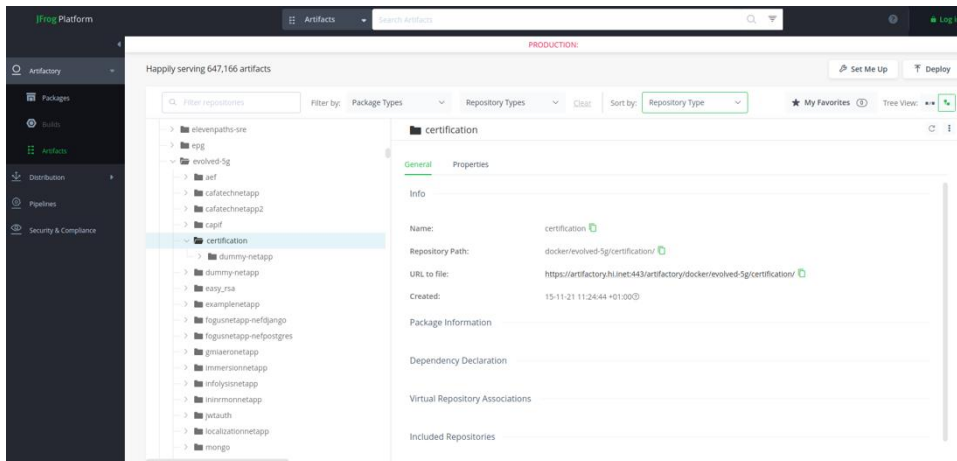 JFrog Platform
Artifacts
Search Artifacts
Log I
PRODUCTION:
Artifactory
Packages
Builds
Artifacts
Distribution
Pipelines
Security & Compliance
Happily serving 647,166 artifacts
Set Me Up
Deploy
Filter repositories
Filter by:
Package Types
Repository Types
Clear
Sort by:
Repository Type
My Favorites (0)
Tree View:
elevenpaths-sre
epg
evolved-5g
aef
cafatechnetapp
cafatechnetapp2
capif
certification
dummy-netapp
dummy-netapp
easy_rsa
examplenetapp
fogusnetapp-nefdjango
fogusnetapp-nefpostgres
gmiaeronetapp
immersionnetapp
infolysisnetapp
ininrmonnetapp
jwtauth
localizationnetapp
mongo
certification
General
Properties
Info
Name: certification
Repository Path: docker/evolved-5g/certification/
URL to file: https://artifactory.hi.inet:443/artifactory/docker/evolved-5g/certification/
Created: 15-11-21 11:24:44 +01:00
Package Information
Dependency Declaration
Virtual Repository Associations
Included Repositories